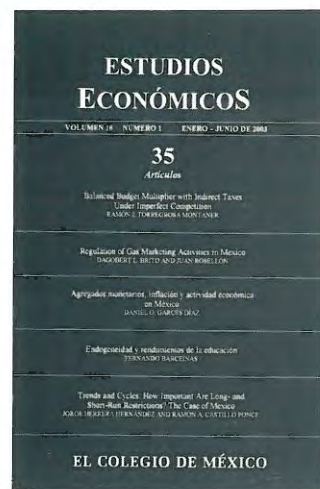 ESTUDIOS
ECONÓMICOS
VOLUMEN 18 NÚMERO 1 ENERO - JUNIO DE 2003
35
Artículos
Balanced Budget Multiplier with Indirect Taxes
Under Imperfect Competition
RAMÓN J. TORREGROSA MONTANER
Regulation of Gas Marketing Activities in Mexico
DAGOBERT L. BRITO AND JUAN ROSELLÓN
Agregados monetarios, inflación y actividad económica
en México
DANIEL G. GARCÉS DÍAZ
Endogeneidad y rendimientos de la educación
FERNANDO BARCEINAS
Trends and Cycles: How Important Are Long- and
Short-Run Restrictions? The Case of Mexico
JORGE HERRERA HERNÁNDEZ AND RAMÓN A. CASTILLO PONCE
EL COLEGIO DE MÉXICO